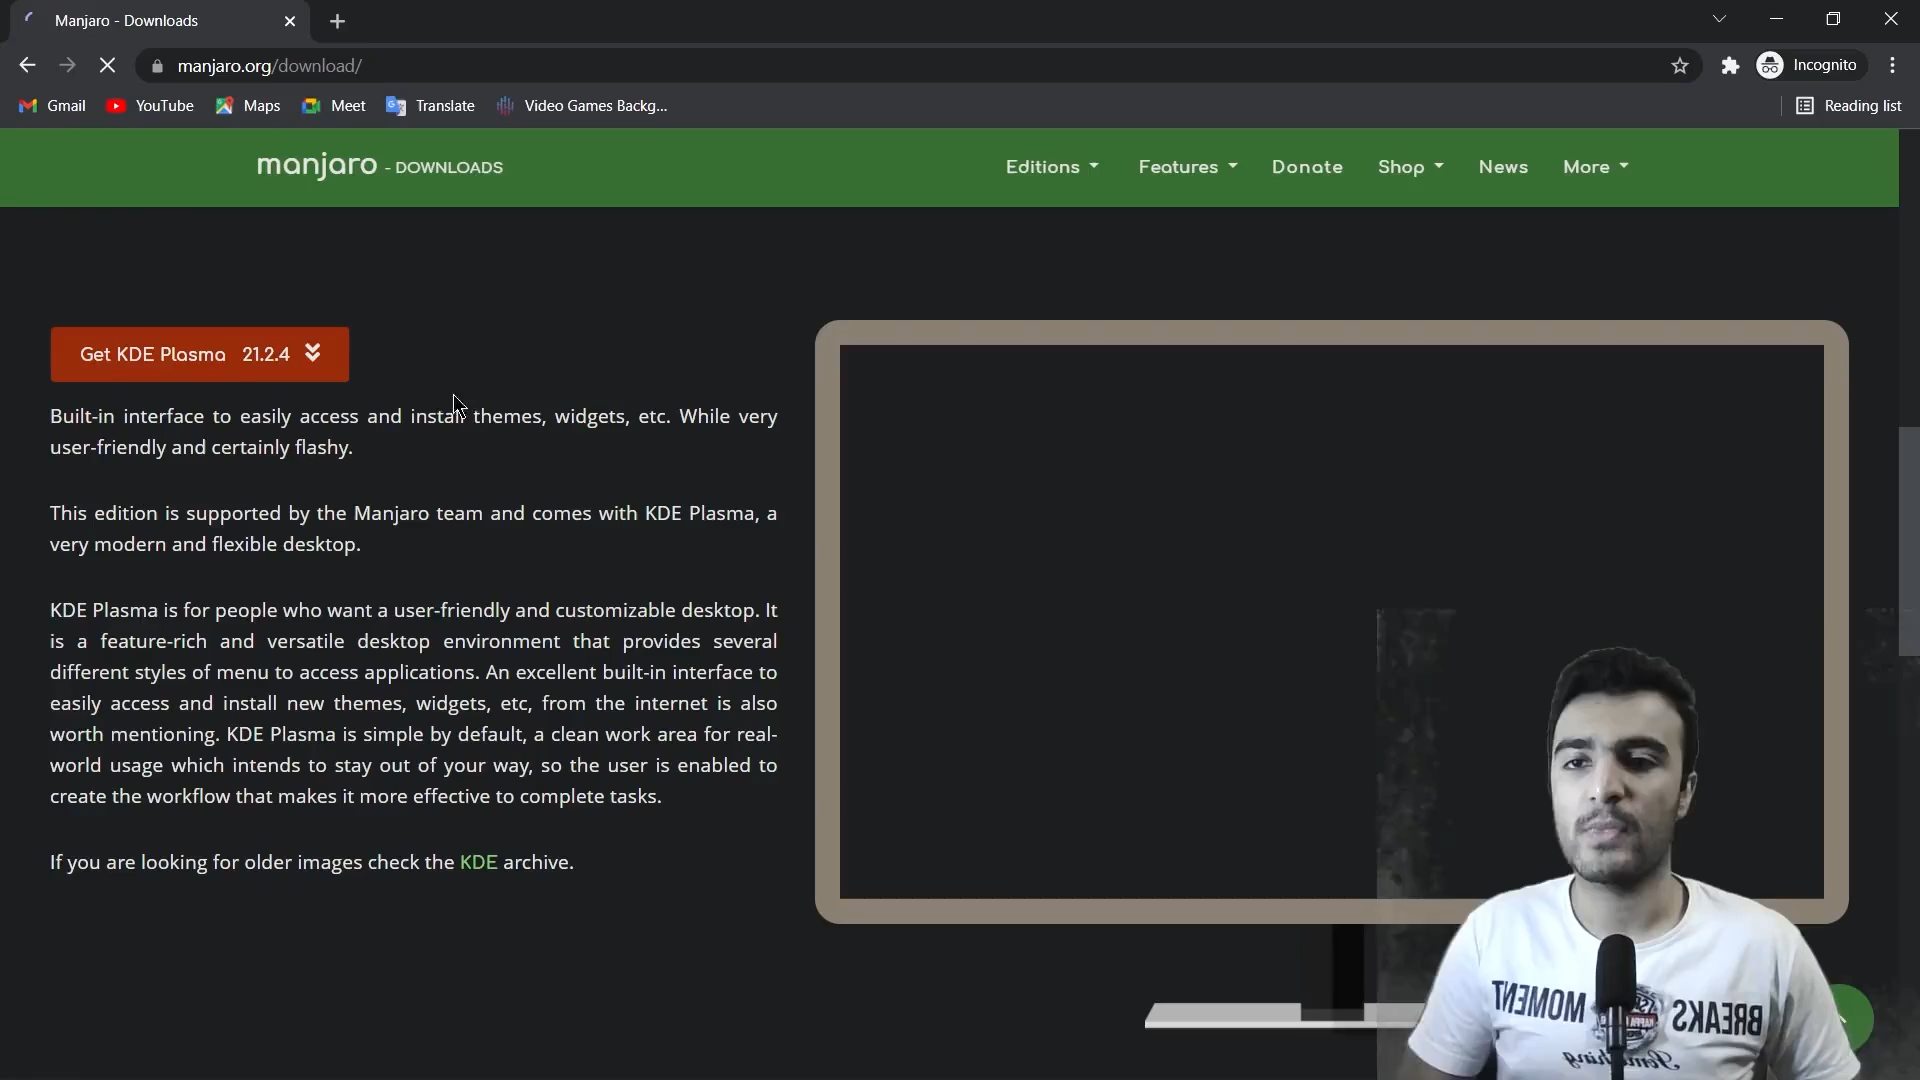 Manjaro - Downloads
manjaro.org/download/
Incognito
Gmail
YouTube
Maps
Meet
Translate
Video Games Backg...
Reading list
manjaro - DOWNLOADS
Editions
Features
Donate
Shop
News
More
Get KDE Plasma 21.2.4
Built-in interface to easily access and install themes, widgets, etc. While very
user-friendly and certainly flashy.
This edition is supported by the Manjaro team and comes with KDE Plasma, a
very modern and flexible desktop.
KDE Plasma is for people who want a user-friendly and customizable desktop. It
is a feature-rich and versatile desktop environment that provides several
different styles of menu to access applications. An excellent built-in interface to
easily access and install new themes, widgets, etc, from the internet is also
worth mentioning. KDE Plasma is simple by default, a clean work area for real-
world usage which intends to stay out of your way, so the user is enabled to
create the workflow that makes it more effective to complete tasks.
If you are looking for older images check the KDE archive.
MOMENT
BREAKS